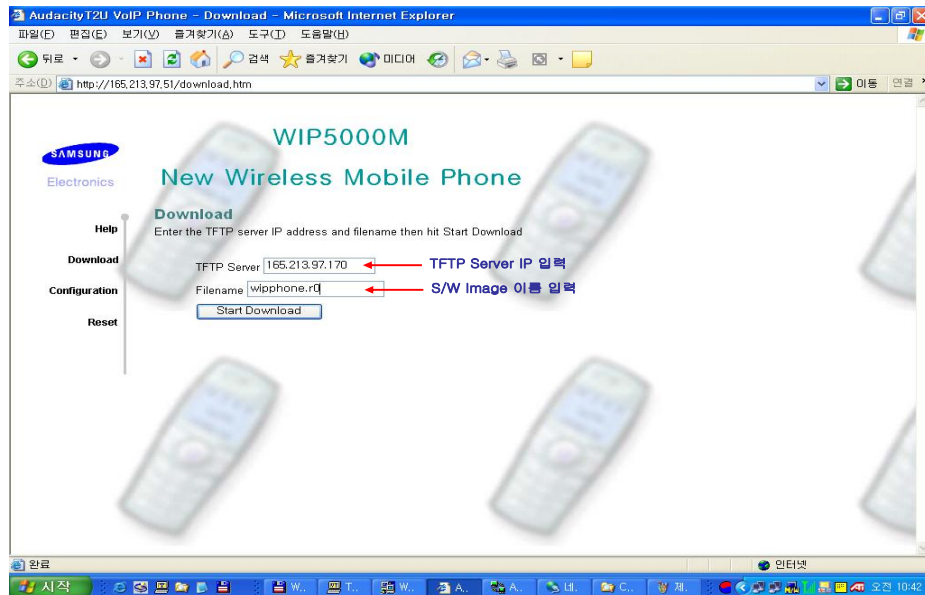 AudacityT2U VoIP Phone - Download - Microsoft Internet Explorer
파일(F) 편집(E) 보기(V) 즐겨찾기(A) 도구(T) 도움말(H)
뒤로 검색 즐겨찾기 미디어
주소(D) http://165,213,97,51/download,htm 이동 연결
SAMSUNG
Electronics
WIP5000M
New Wireless Mobile Phone
Help
Download
Configuration
Reset
Download
Enter the TFTP server IP address and filename then hit Start Download
TFTP Server 165.213.97.170 TFTP Server IP 입력
Filename wipphone.r0 S/W Image 이름 입력
Start Download
완료 인터넷
시작 W,, T,, W,, A,, A,, 네,, C,, 제, 오전 10:42